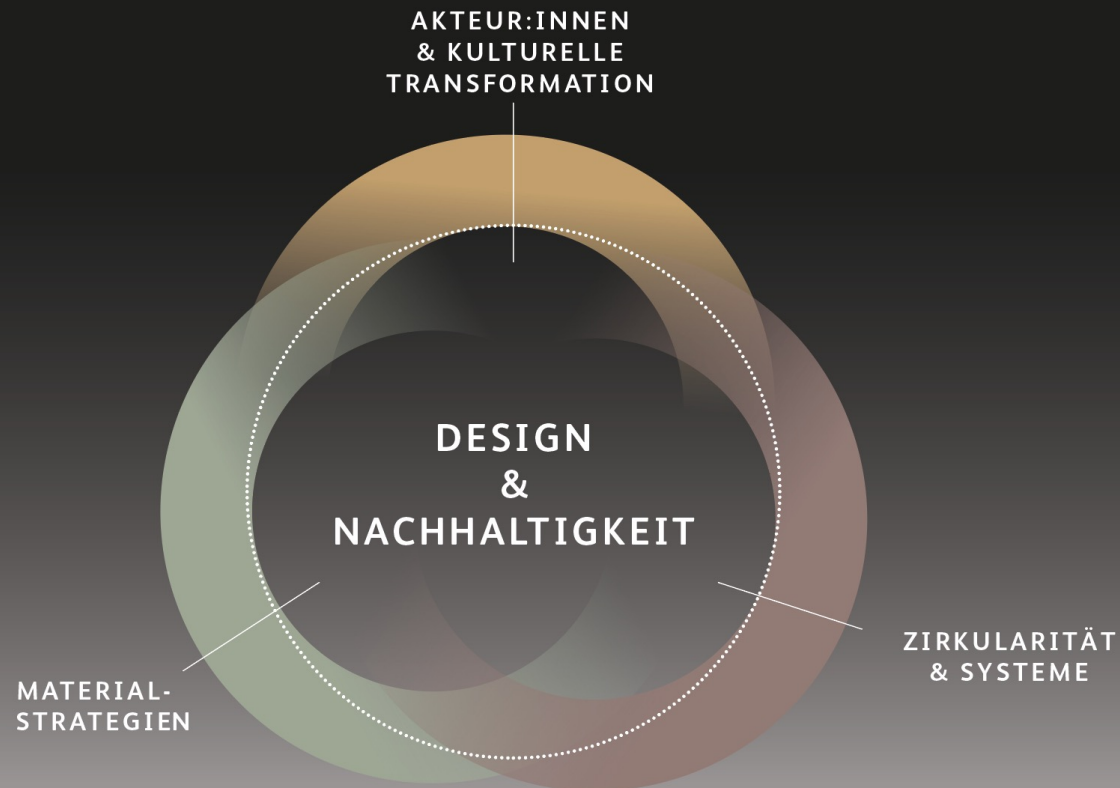 AKTEUR:INNEN
& KULTURELLE
TRANSFORMATION
DESIGN
&
NACHHALTIGKEIT
ZIRKULARITÄT
& SYSTEME
MATERIAL-
STRATEGIEN